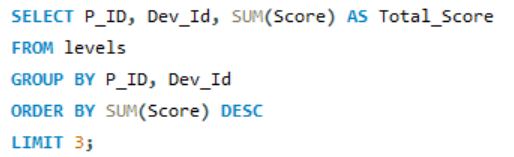 SELECT P_ID, Dev_Id, SUM(Score) AS Total_Score
FROM levels
GROUP BY P_ID, Dev_Id
ORDER BY SUM(Score) DESC
LIMIT 3;